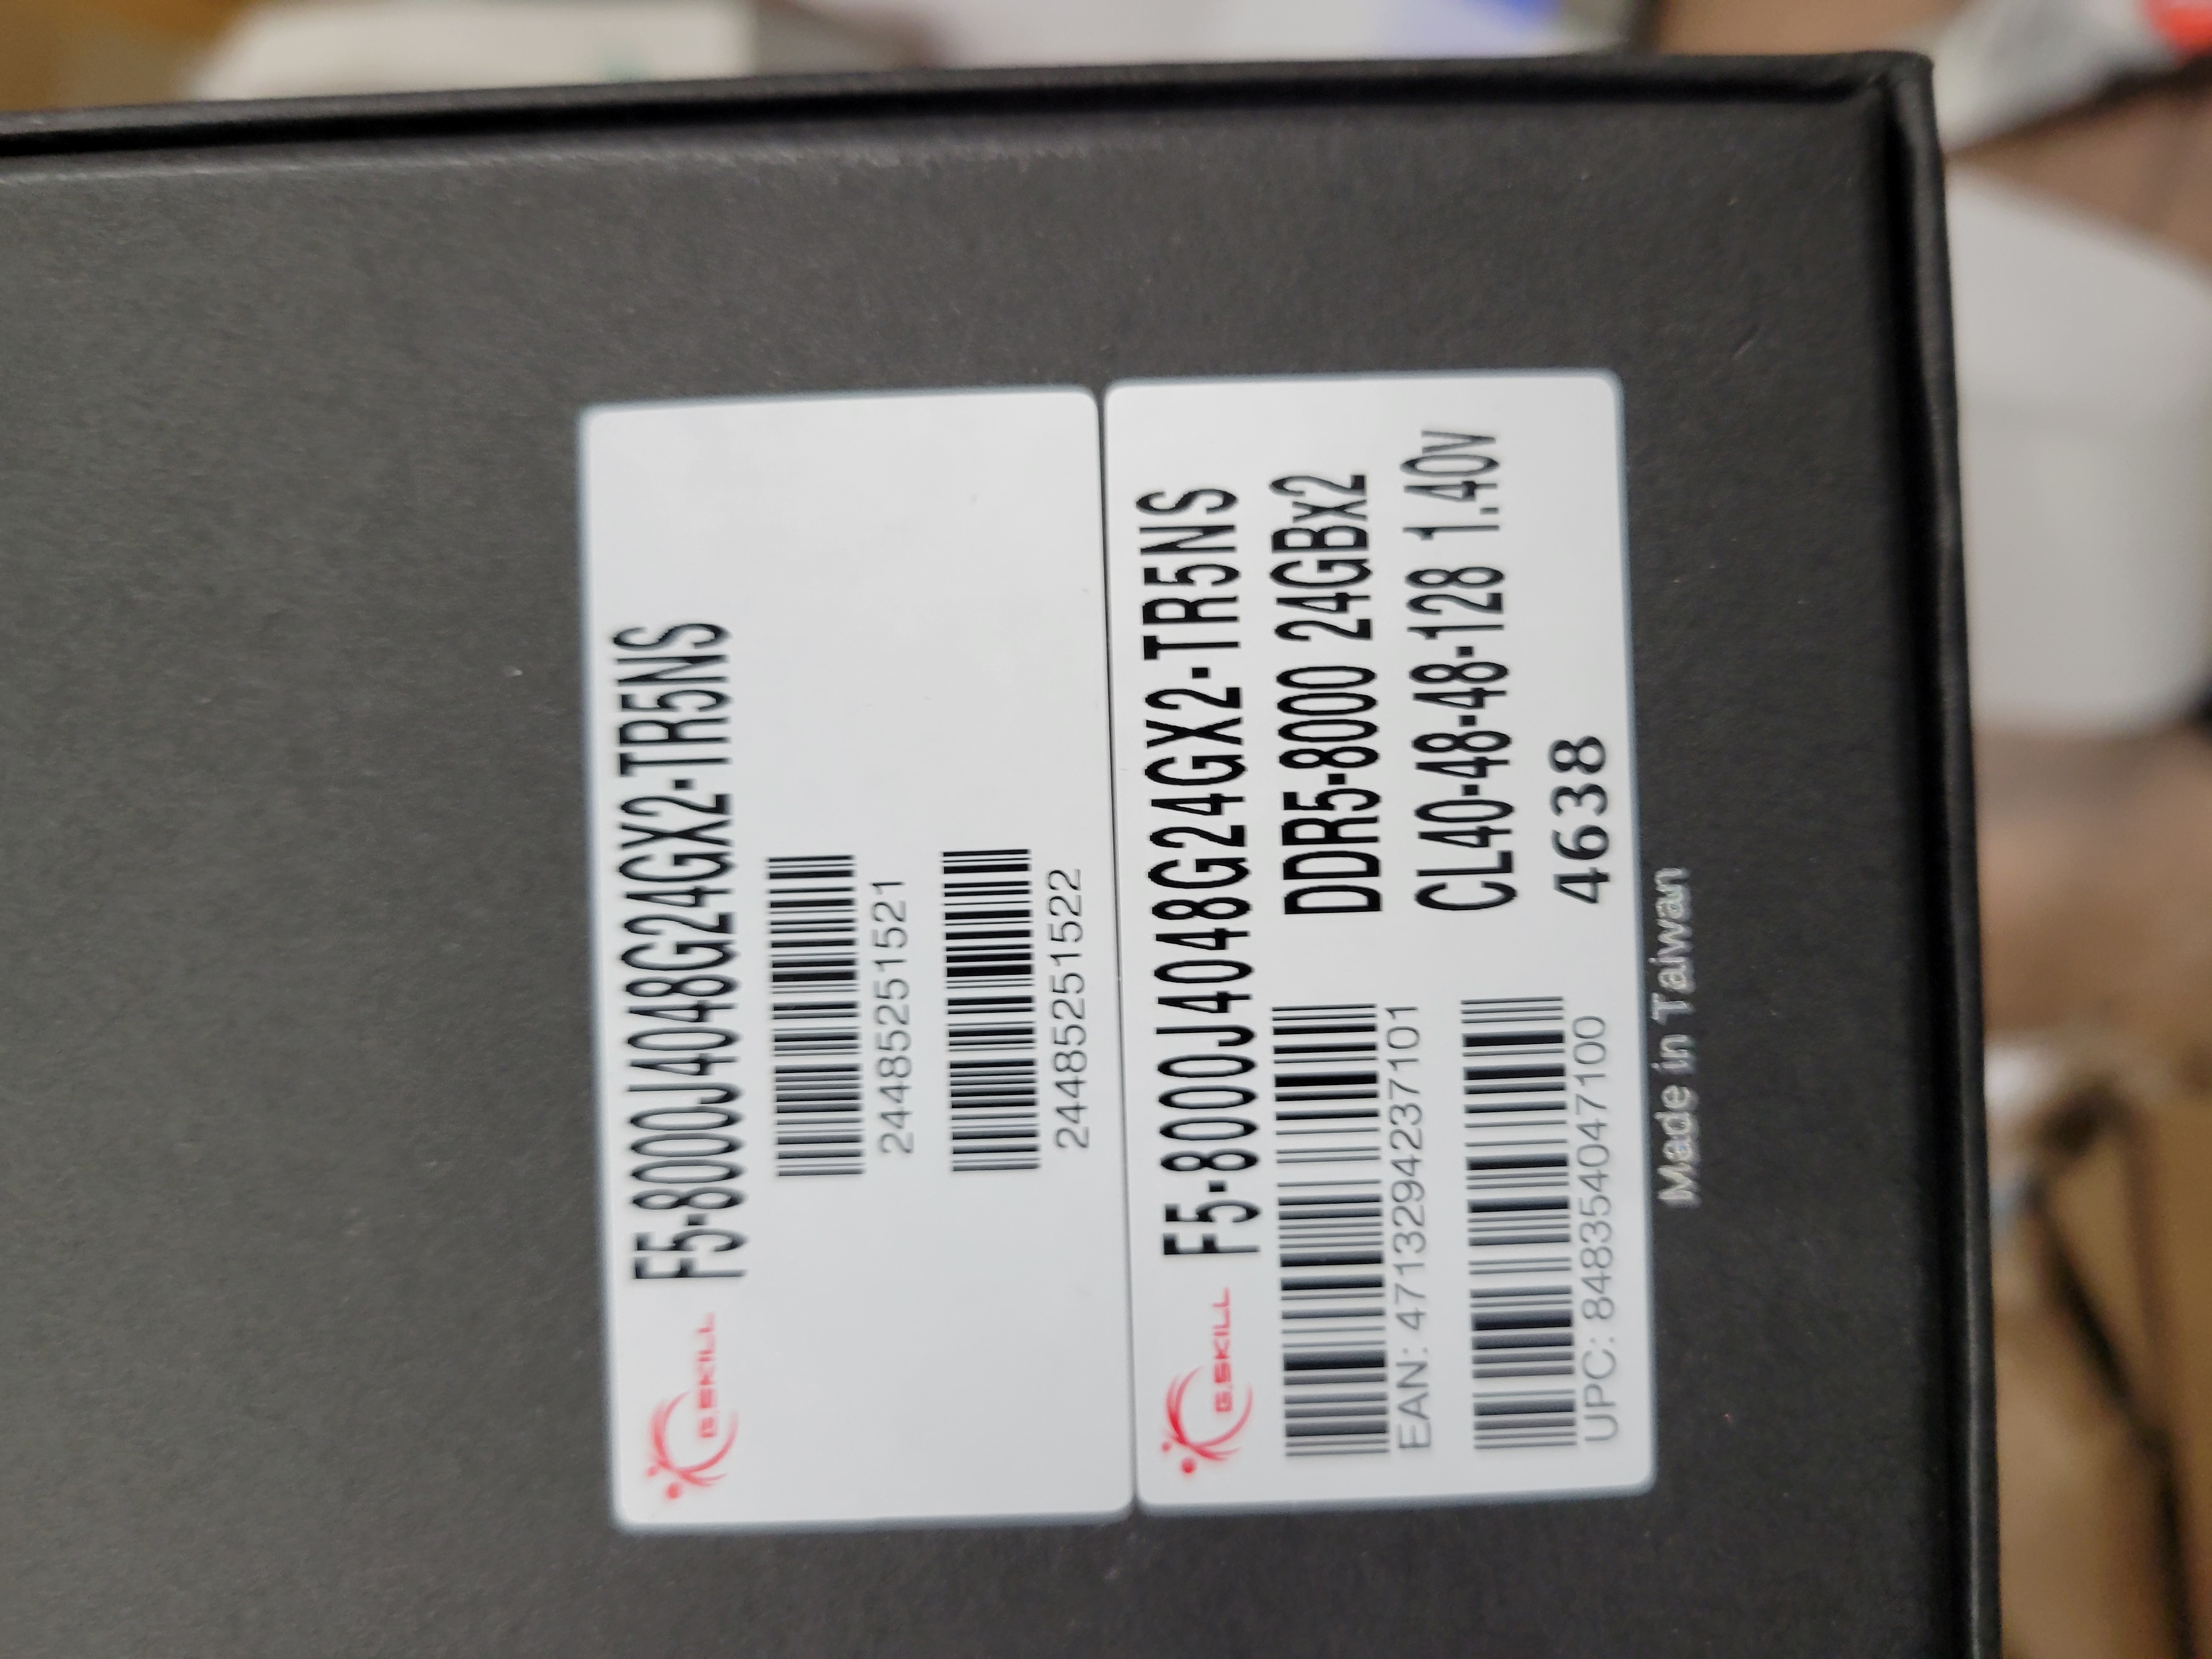 G.SKILL F5-8000J4048G24GX2-TR5NS
24485251521
24485251522
G.SKILL F5-8000J4048G24GX2-TR5NS
DDR5-8000 24GBx2
EAN: 4713294237101
CL40-48-48-128 1.40v
UPC: 848354047100
4638
Made in Taiwan